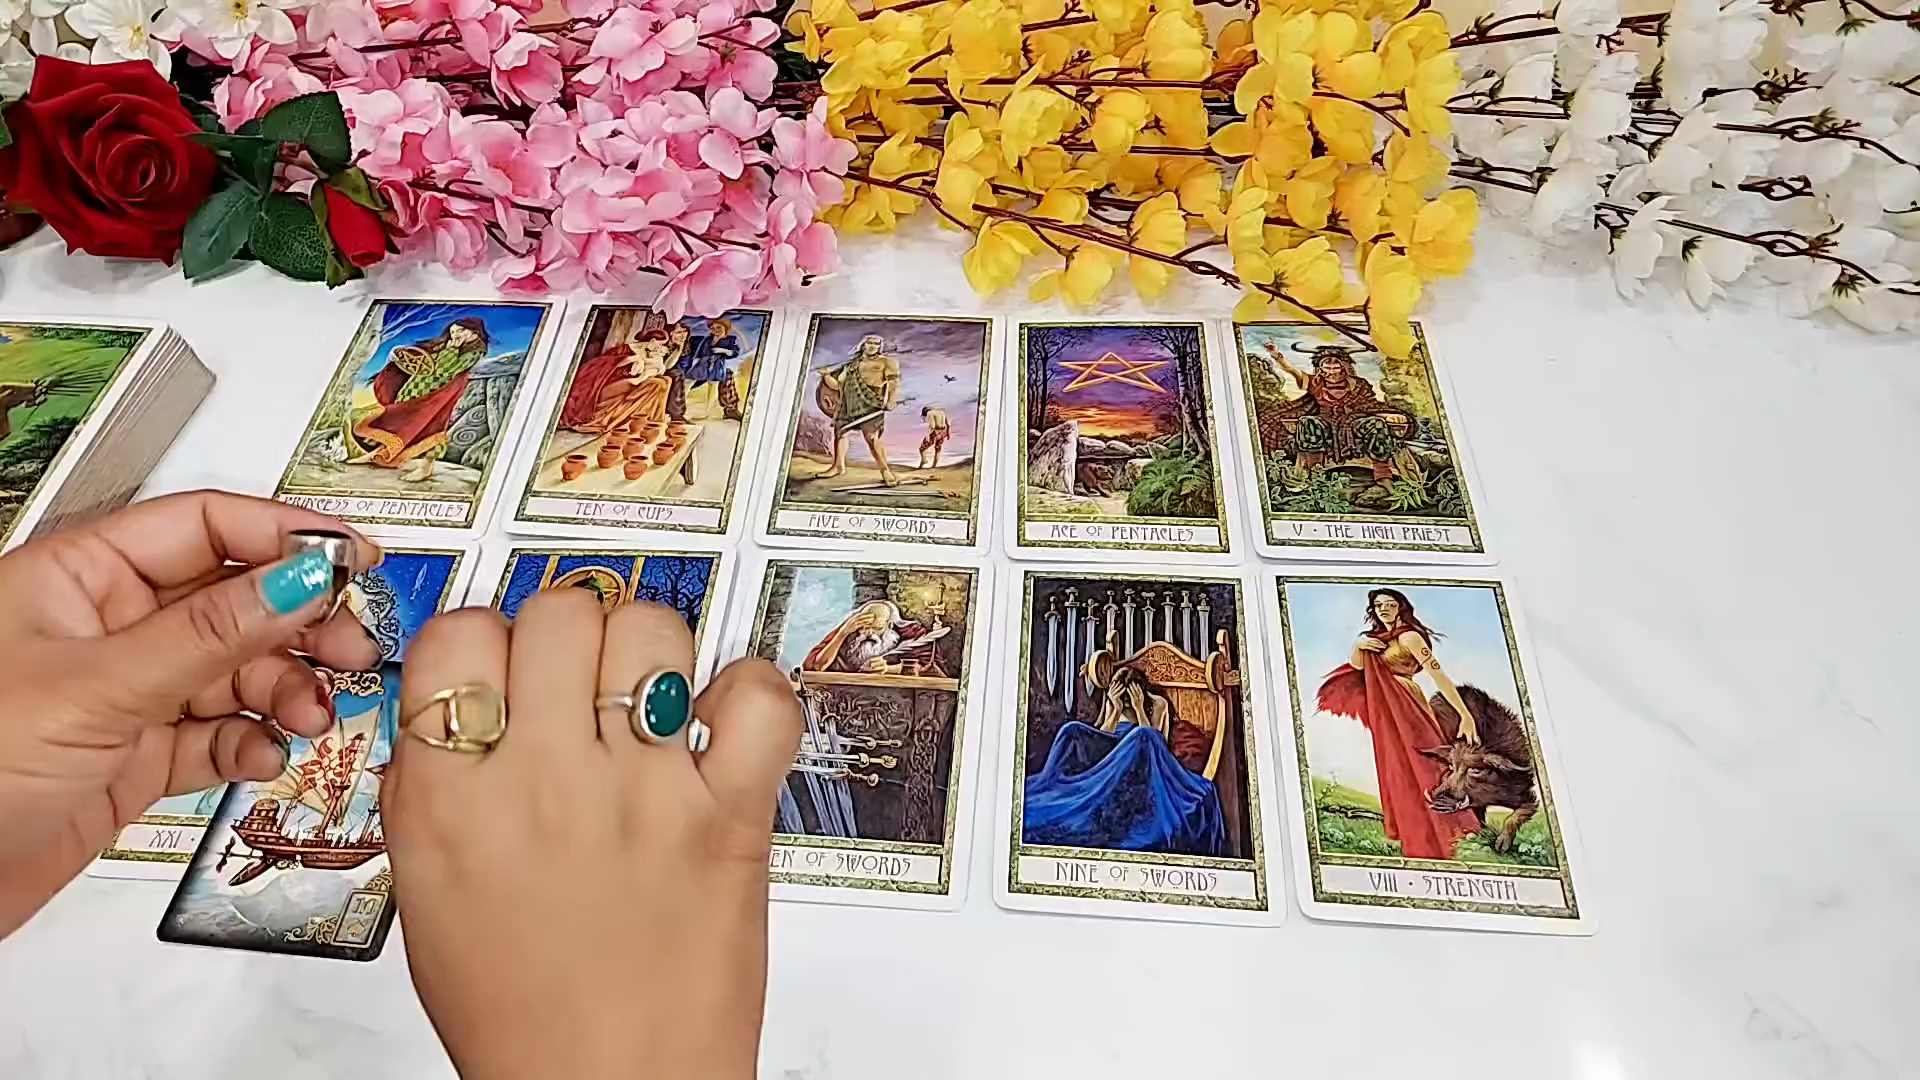 PRINCESS OF PENTACLES
TEN OF CUPS
FIVE OF SWORDS
ACE OF PENTACLES
V · THE HIGH PRIEST
XXI ·
EN OF SWORDS
NINE OF SWORDS
VIII · STRENGTH